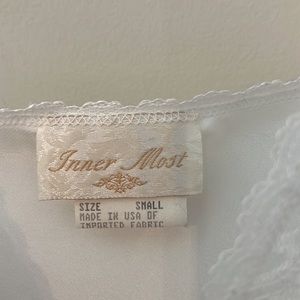 Inner Most
SIZE SMALL
MADE IN USA OF
IMPORTED FABRIC